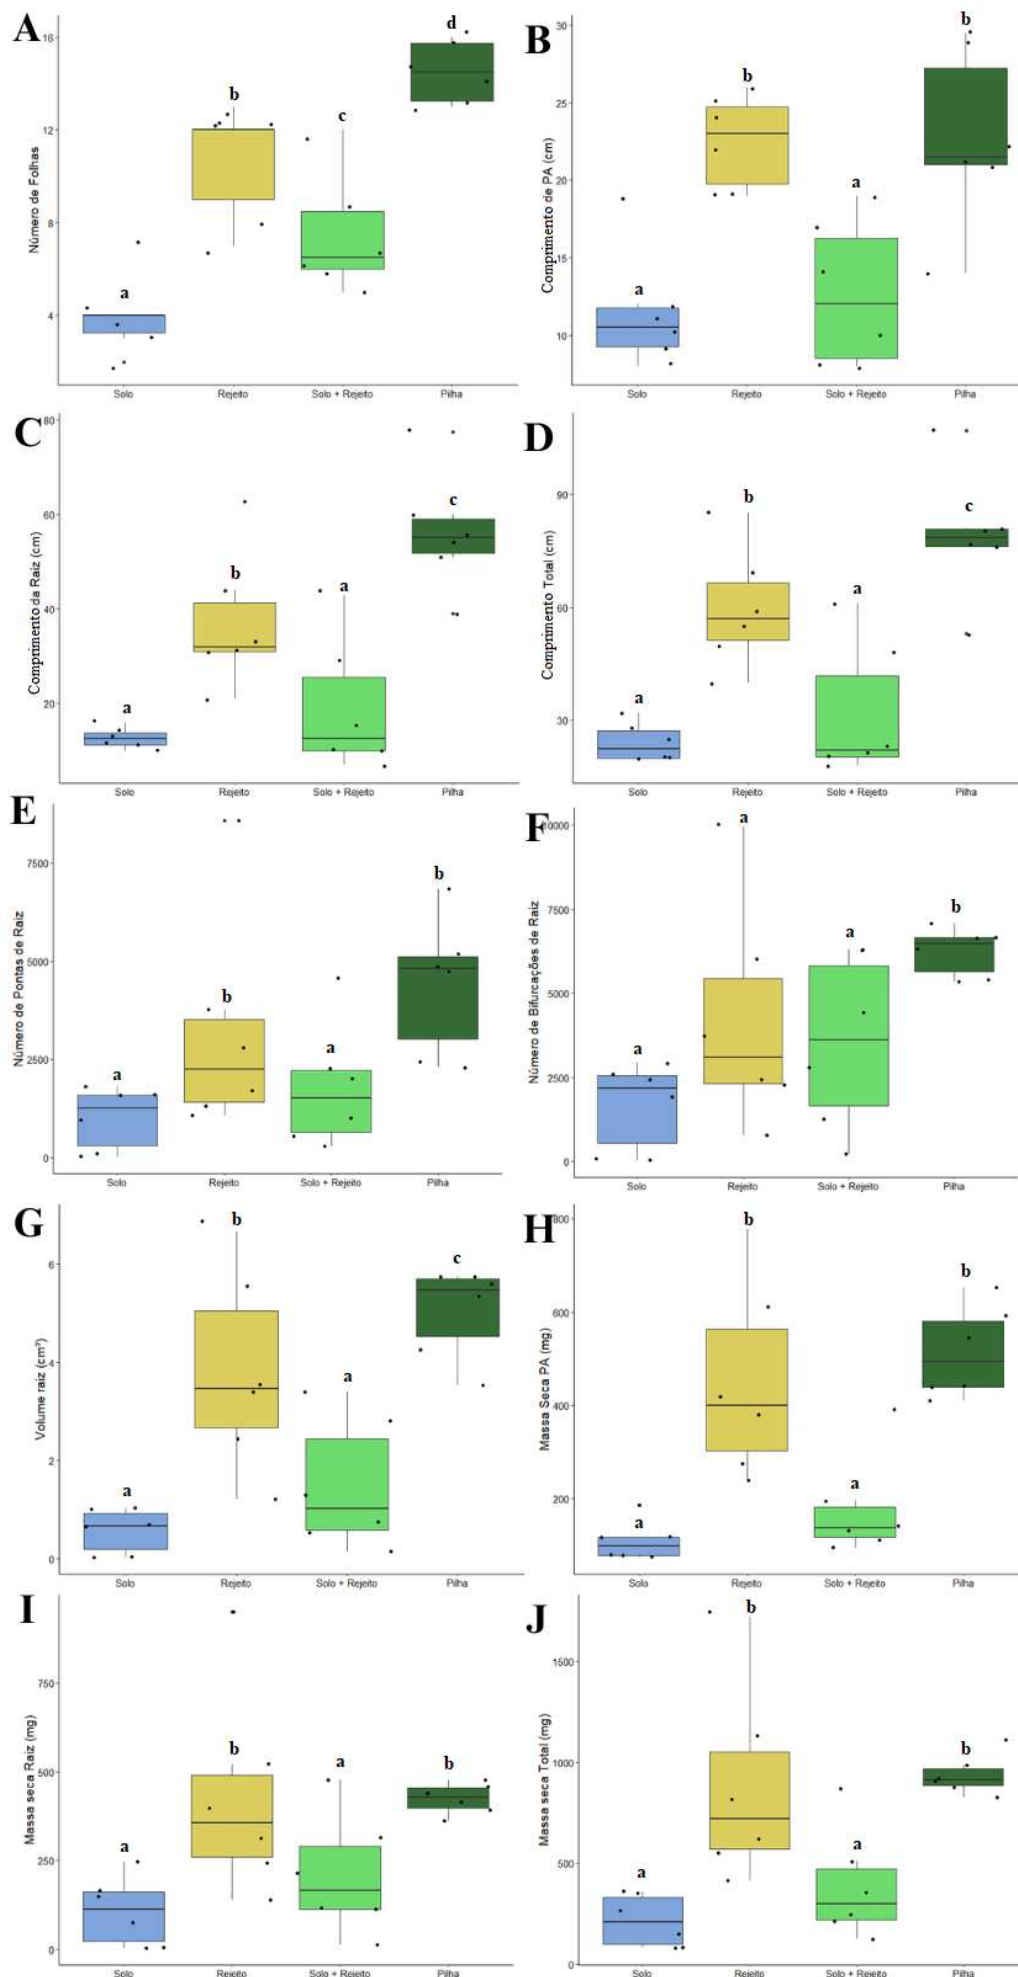 A
Número de Folhas
16
12
8
4
a
b
c
d
Solo Rejeito Solo + Rejeito Pilha
B
Comprimento de PA (cm)
30
25
20
15
10
a
b
a
b
Solo Rejeito Solo + Rejeito Pilha
C
Comprimento da Raiz (cm)
80
60
40
20
a
b
a
c
Solo Rejeito Solo + Rejeito Pilha
D
Comprimento Total (cm)
90
60
30
a
b
a
c
Solo Rejeito Solo + Rejeito Pilha
E
Número de Pontas de Raiz
7500
5000
2500
0
a
b
a
b
Solo Rejeito Solo + Rejeito Pilha
F
Número de Bifurcações de Raiz
10000
7500
5000
2500
0
a
a
a
b
Solo Rejeito Solo + Rejeito Pilha
G
Volume raiz (cm³)
6
4
2
0
a
b
a
c
Solo Rejeito Solo + Rejeito Pilha
H
Massa Seca PA (mg)
800
600
400
200
a
b
a
b
Solo Rejeito Solo + Rejeito Pilha
I
Massa seca Raiz (mg)
750
500
250
0
a
b
a
b
Solo Rejeito Solo + Rejeito Pilha
J
Massa seca Total (mg)
1500
1000
500
0
a
b
a
b
Solo Rejeito Solo + Rejeito Pilha